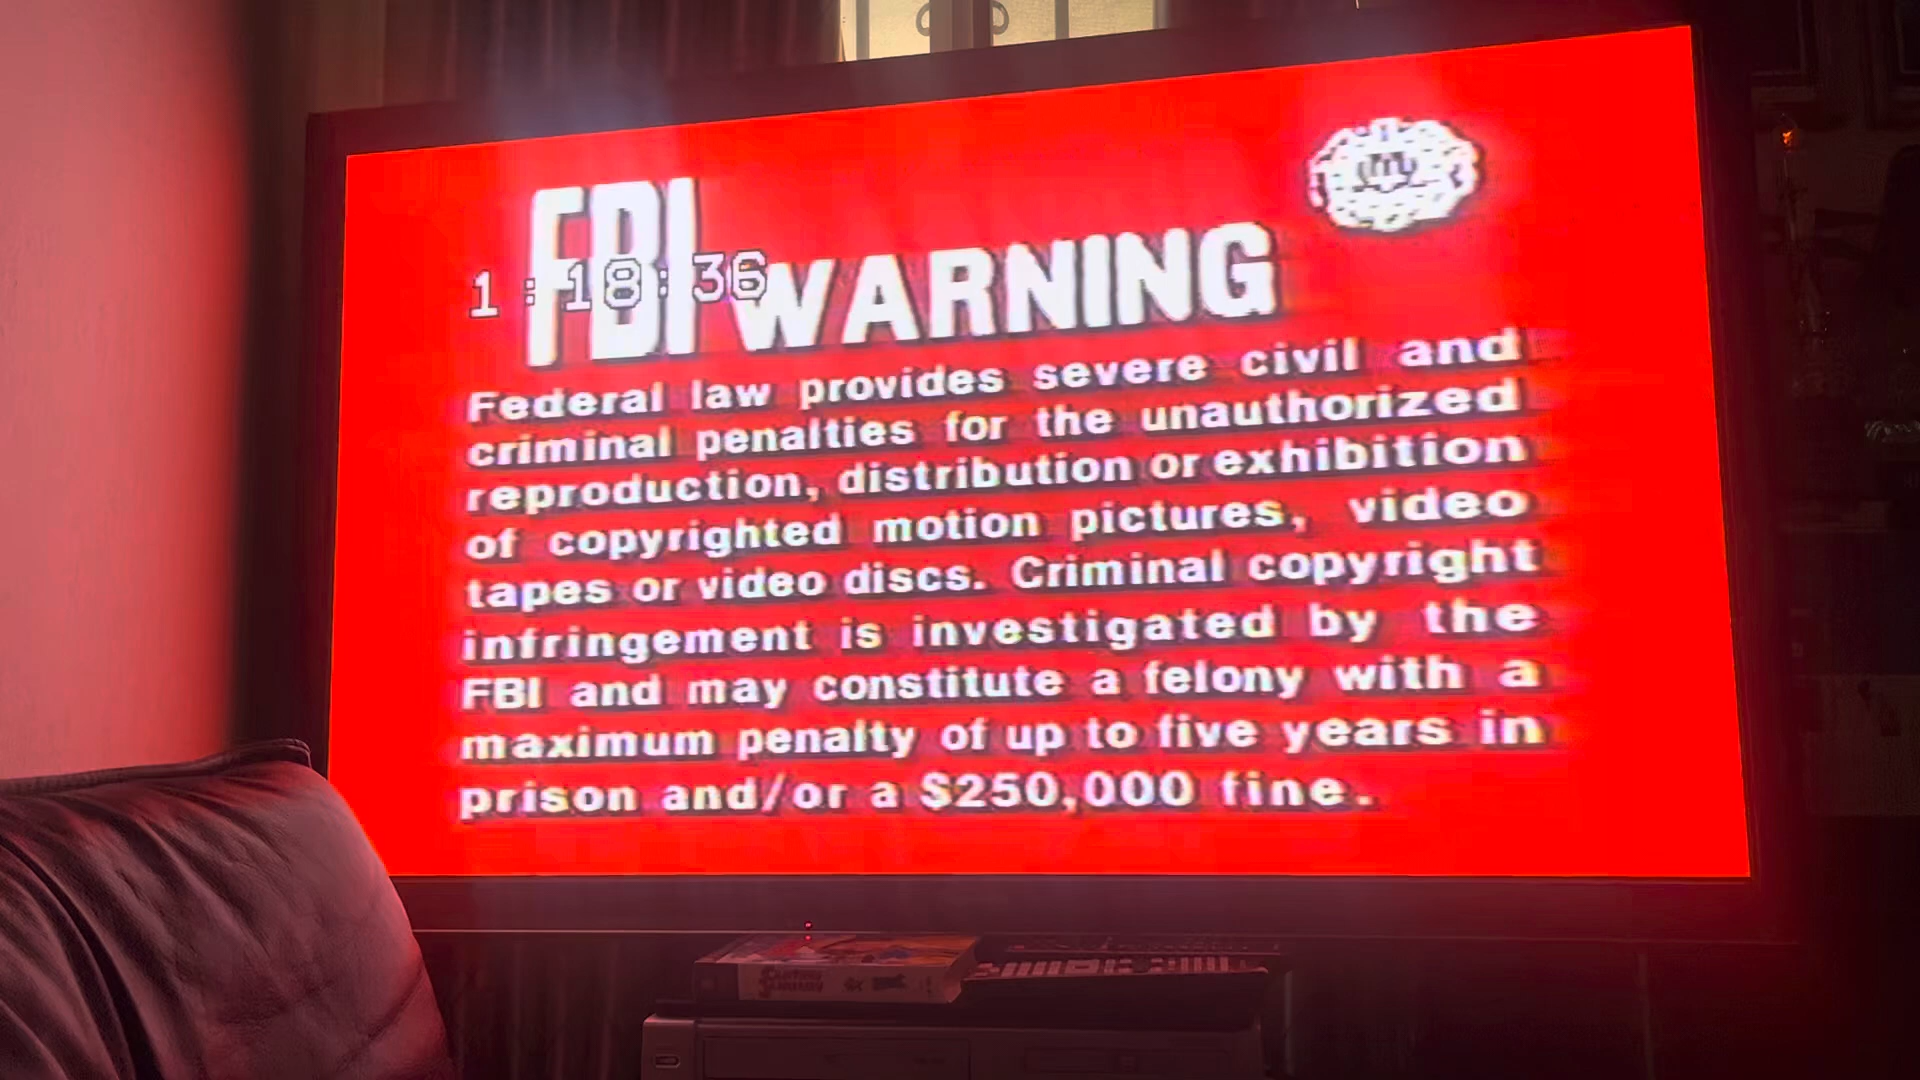 FBI WARNING
1:18:36
Federal law provides severe civil and
criminal penalties for the unauthorized
reproduction, distribution or exhibition
of copyrighted motion pictures, video
tapes or video discs. Criminal copyright
infringement is investigated by the
FBI and may constitute a felony with a
maximum penalty of up to five years in
prison and/or a $250,000 fine.